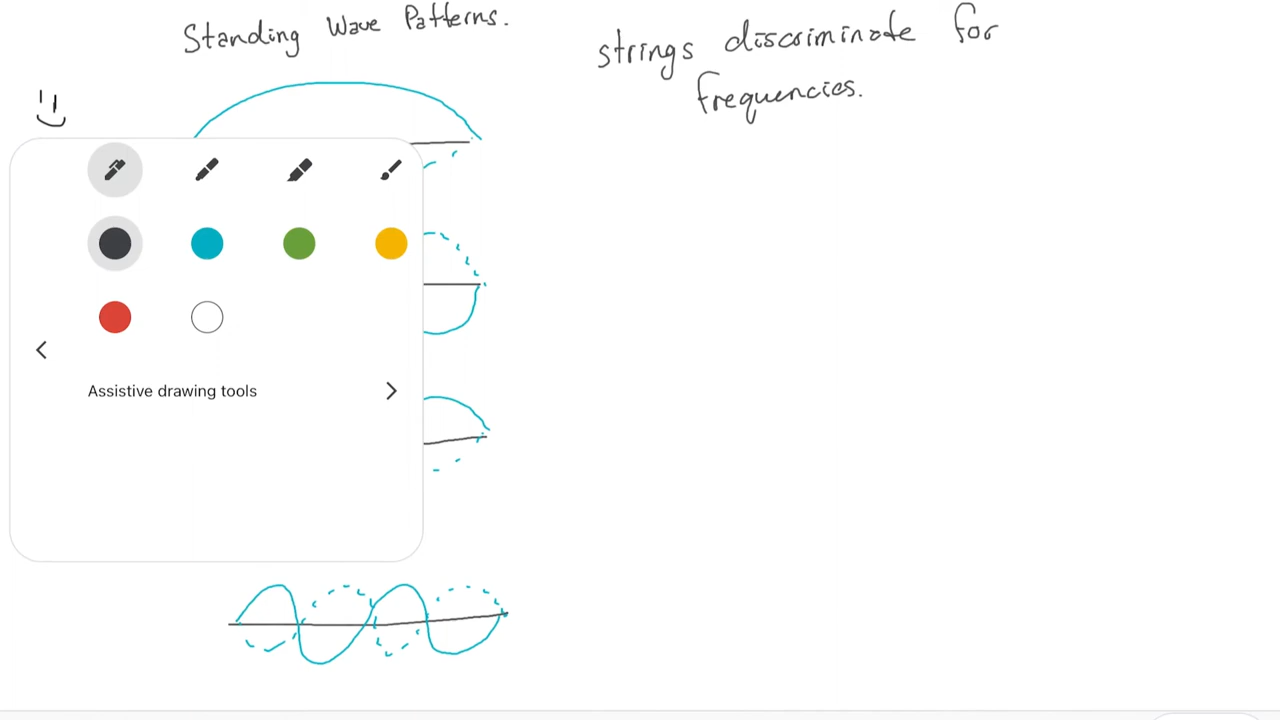 Standing Wave Patterns.
strings discriminate for
frequencies.
Assistive drawing tools